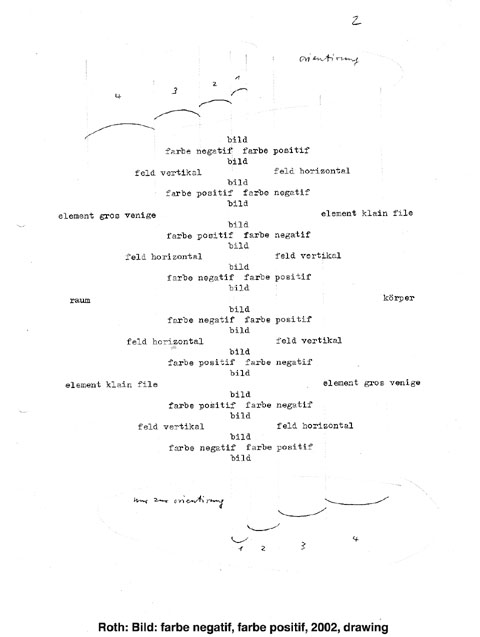 2
orientirung
4 3 2 1
bild
farbe negatif farbe positif
bild
feld vertikal feld horizontal
bild
farbe positif farbe negatif
element gros venige bild element klain file
farbe positif farbe negatif
bild
feld horizontal feld vertikal
bild
farbe negatif farbe positif
bild
raum körper
bild
farbe negatif farbe positif
bild
feld horizontal feld vertikal
bild
farbe positif farbe negatif
bild
element klain file element gros venige
bild
farbe positif farbe negatif
bild
feld vertikal feld horizontal
bild
farbe negatif farbe positif
bild
zur orientirung
1 2 3 4
Roth: Bild: farbe negatif, farbe positif, 2002, drawing